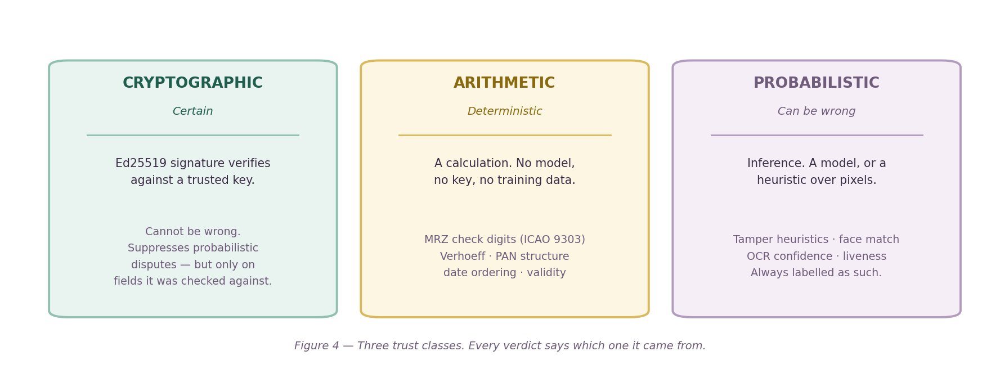 CRYPTOGRAPHIC
Certain
Ed25519 signature verifies
against a trusted key.
Cannot be wrong.
Suppresses probabilistic
disputes — but only on
fields it was checked against.
ARITHMETIC
Deterministic
A calculation. No model,
no key, no training data.
MRZ check digits (ICAO 9303)
Verhoeff · PAN structure
date ordering · validity
PROBABILISTIC
Can be wrong
Inference. A model, or a
heuristic over pixels.
Tamper heuristics · face match
OCR confidence · liveness
Always labelled as such.
Figure 4 — Three trust classes. Every verdict says which one it came from.